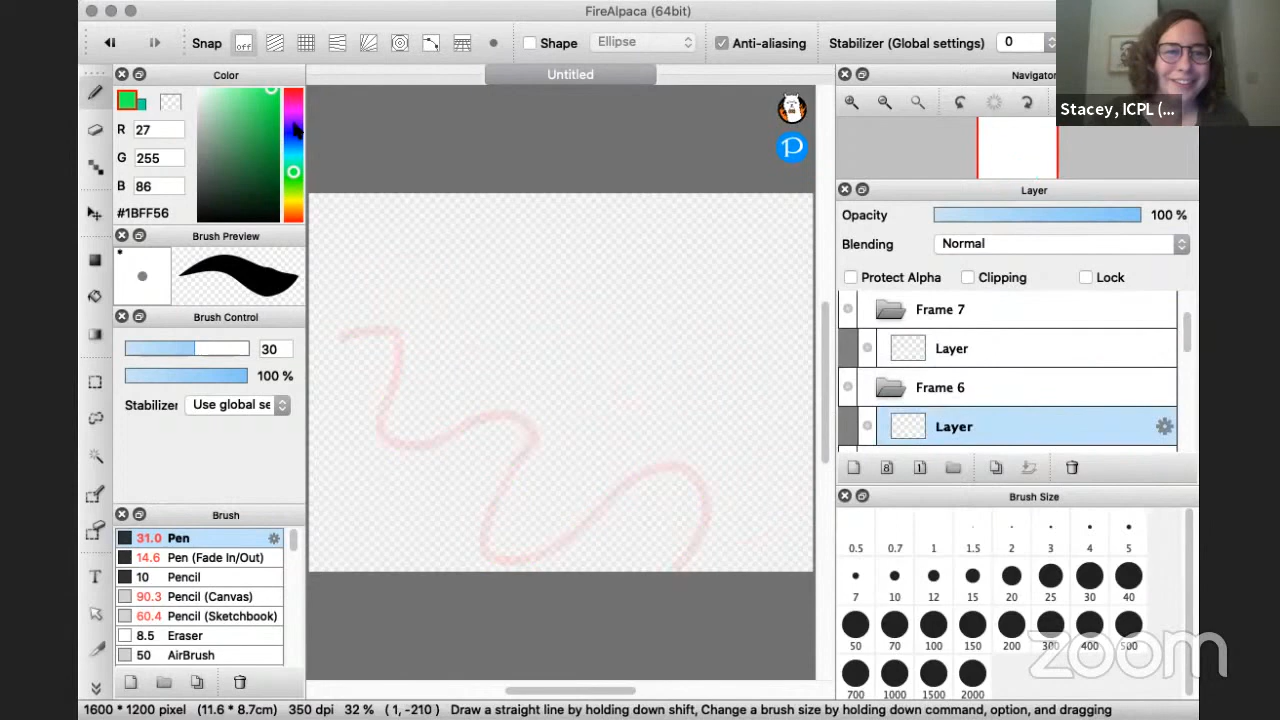 FireAlpaca (64bit)
Snap
off
Shape
Ellipse
Anti-aliasing
Stabilizer (Global settings)
0
Stacey, ICPL (...
Color
Untitled
Navigator
R 27
G 255
B 86
#1BFF56
Brush Preview
Layer
Opacity
100 %
Blending
Normal
Protect Alpha
Clipping
Lock
Brush Control
30
100 %
Stabilizer
Use global se
Frame 7
Layer
Frame 6
Layer
8
1
Brush
Brush Size
31.0 Pen
14.6 Pen (Fade In/Out)
10 Pencil
90.3 Pencil (Canvas)
60.4 Pencil (Sketchbook)
8.5 Eraser
50 AirBrush
0.5 0.7 1 1.5 2 3 4 5
7 10 12 15 20 25 30 40
50 70 100 150 200 300 400 500
700 1000 1500 2000
T
P
zoom
1600 * 1200 pixel (11.6 * 8.7cm) 350 dpi 32 % ( 1, -210 ) Draw a straight line by holding down shift, Change a brush size by holding down command, option, and dragging